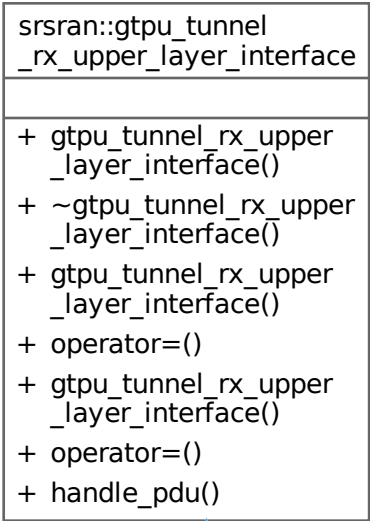 srsran::gtpu_tunnel
_rx_upper_layer_interface
+ gtpu_tunnel_rx_upper
_layer_interface()
+ ~gtpu_tunnel_rx_upper
_layer_interface()
+ gtpu_tunnel_rx_upper
_layer_interface()
+ operator=()
+ gtpu_tunnel_rx_upper
_layer_interface()
+ operator=()
+ handle_pdu()